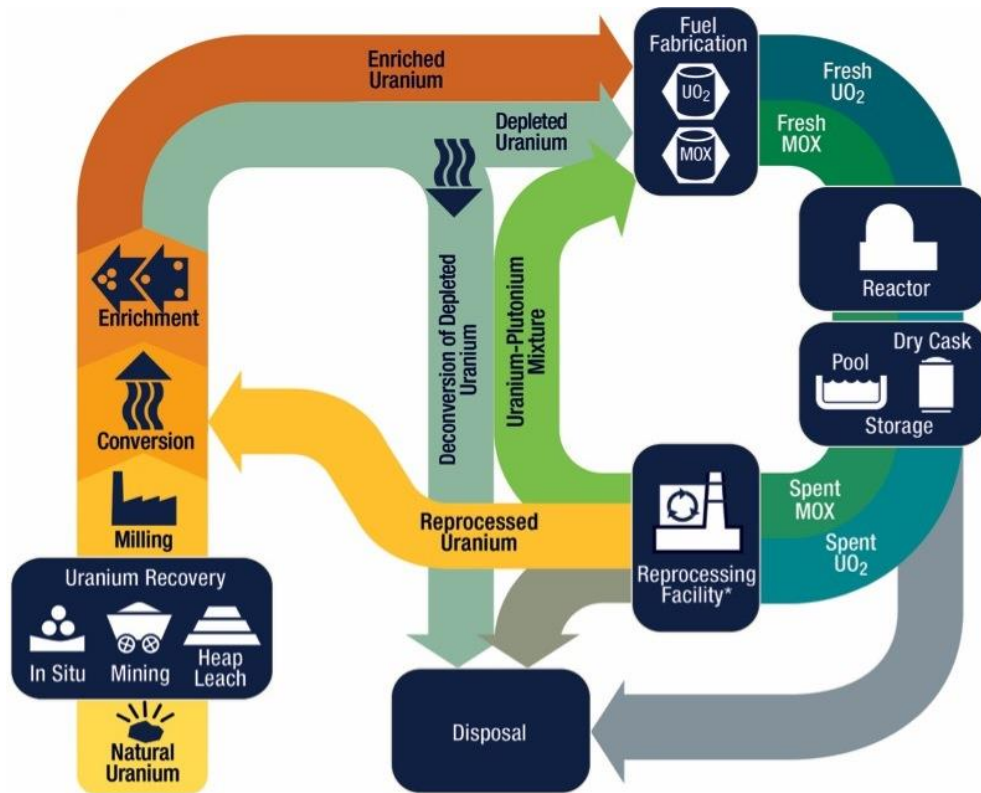 Fuel
Fabrication
UO2
MOX
Enriched
Uranium
Depleted
Uranium
Fresh
UO2
Fresh
MOX
Reactor
Dry Cask
Pool
Storage
Enrichment
Deconversion of Depleted
Uranium
Uranium-Plutonium
Mixture
Conversion
Milling
Reprocessed
Uranium
Spent
MOX
Spent
UO2
Reprocessing
Facility*
Uranium Recovery
In Situ
Mining
Heap
Leach
Disposal
Natural
Uranium